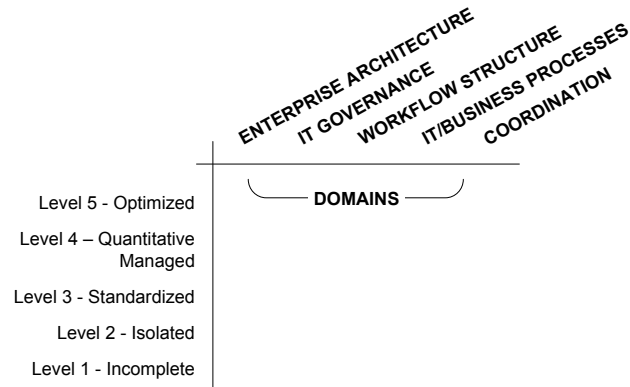 ENTERPRISE ARCHITECTURE
IT GOVERNANCE
WORKFLOW STRUCTURE
IT/BUSINESS PROCESSES
COORDINATION
DOMAINS
Level 5 - Optimized
Level 4 – Quantitative
Managed
Level 3 - Standardized
Level 2 - Isolated
Level 1 - Incomplete